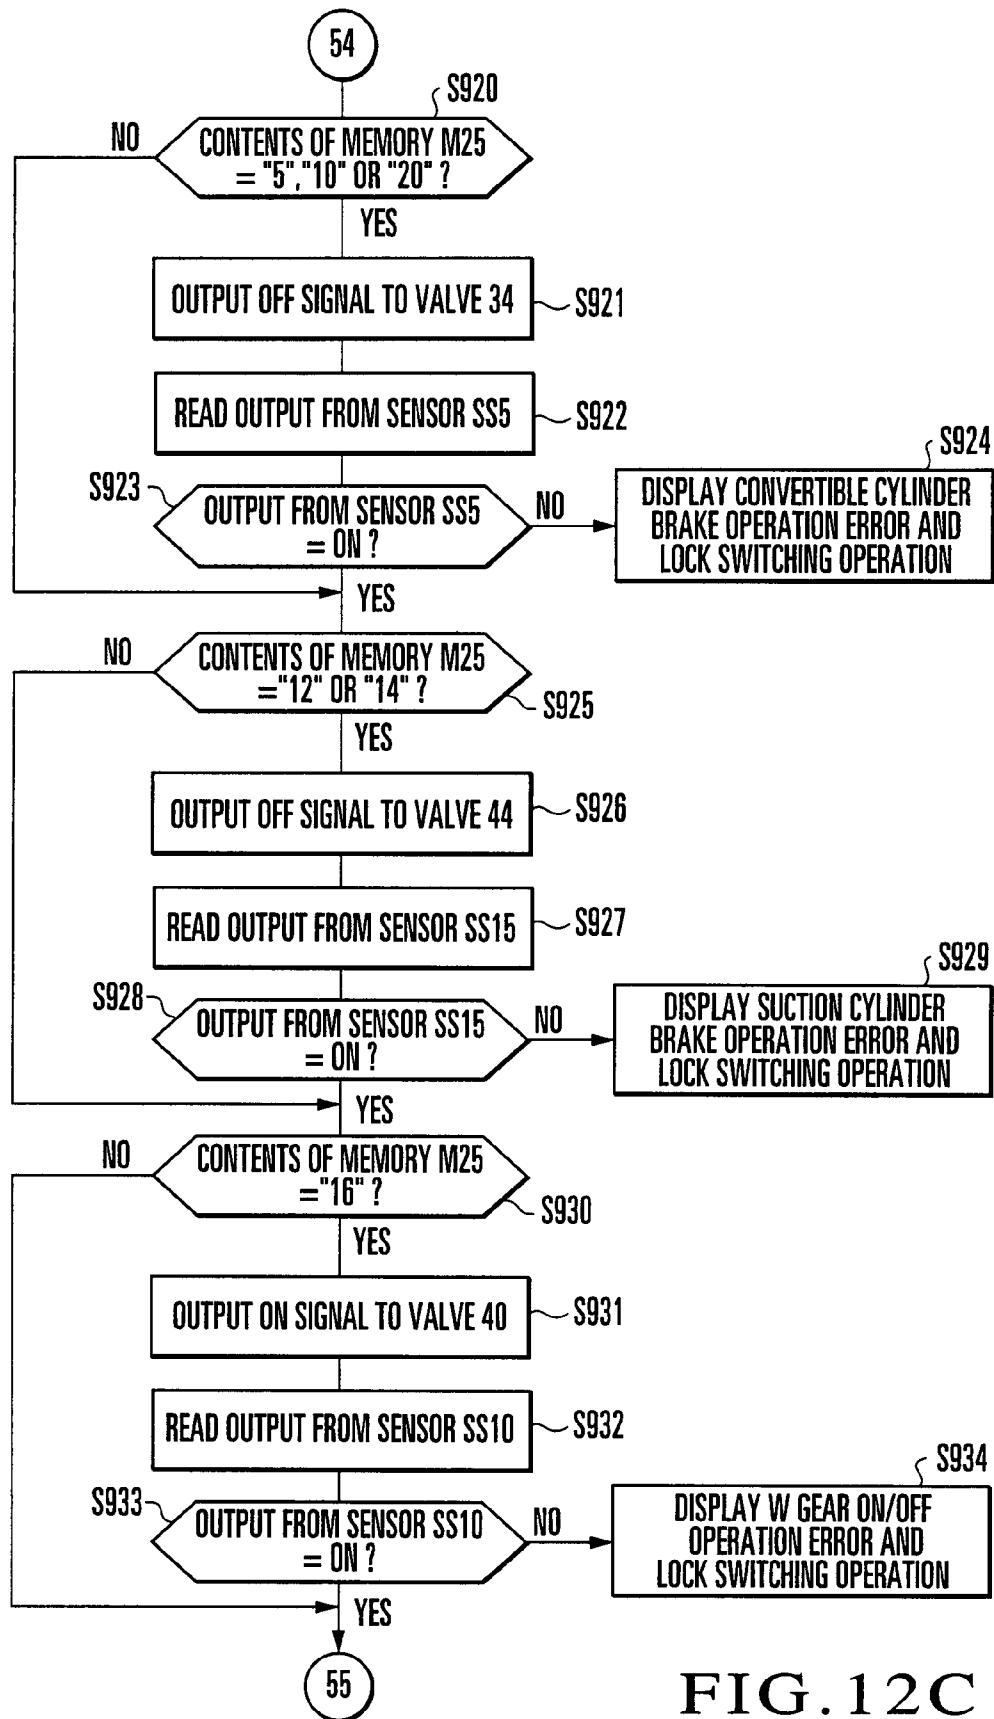 54
S920
NO
CONTENTS OF MEMORY M25
= "5","10" OR "20" ?
YES
OUTPUT OFF SIGNAL TO VALVE 34
S921
READ OUTPUT FROM SENSOR SS5
S922
S923
OUTPUT FROM SENSOR SS5
= ON ?
NO
S924
DISPLAY CONVERTIBLE CYLINDER
BRAKE OPERATION ERROR AND
LOCK SWITCHING OPERATION
YES
NO
CONTENTS OF MEMORY M25
="12" OR "14" ?
S925
YES
OUTPUT OFF SIGNAL TO VALVE 44
S926
READ OUTPUT FROM SENSOR SS15
S927
S928
OUTPUT FROM SENSOR SS15
= ON ?
NO
S929
DISPLAY SUCTION CYLINDER
BRAKE OPERATION ERROR AND
LOCK SWITCHING OPERATION
YES
NO
CONTENTS OF MEMORY M25
="16" ?
S930
YES
OUTPUT ON SIGNAL TO VALVE 40
S931
READ OUTPUT FROM SENSOR SS10
S932
S933
OUTPUT FROM SENSOR SS10
= ON ?
NO
S934
DISPLAY W GEAR ON/OFF
OPERATION ERROR AND
LOCK SWITCHING OPERATION
YES
55
FIG.12C